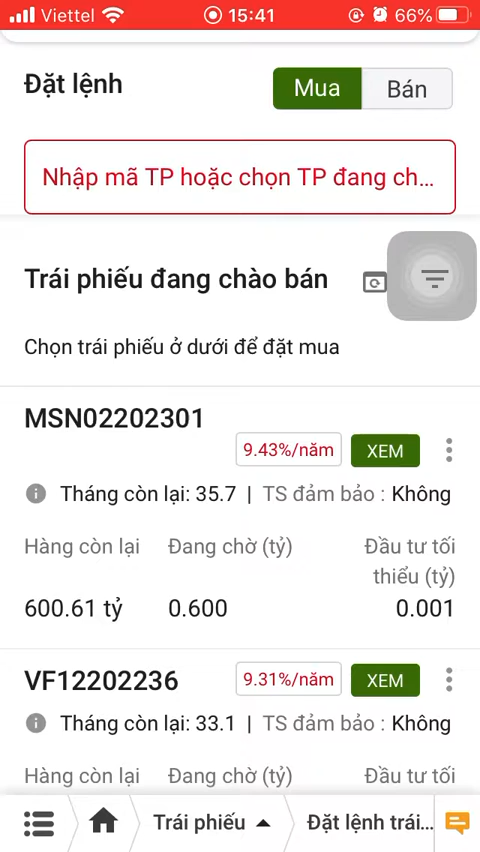 Viettel 15:41 66%
Đặt lệnh
Mua Bán
Nhập mã TP hoặc chọn TP đang ch...
Trái phiếu đang chào bán
Chọn trái phiếu ở dưới để đặt mua
MSN02202301
9.43%/năm XEM
Tháng còn lại: 35.7 | TS đảm bảo : Không
Hàng còn lại Đang chờ (tỷ) Đầu tư tối
thiểu (tỷ)
600.61 tỷ 0.600 0.001
VF12202236 9.31%/năm XEM
Tháng còn lại: 33.1 | TS đảm bảo : Không
Hàng còn lại Đang chờ (tỷ) Đầu tư tối
Trái phiếu Đặt lệnh trái...